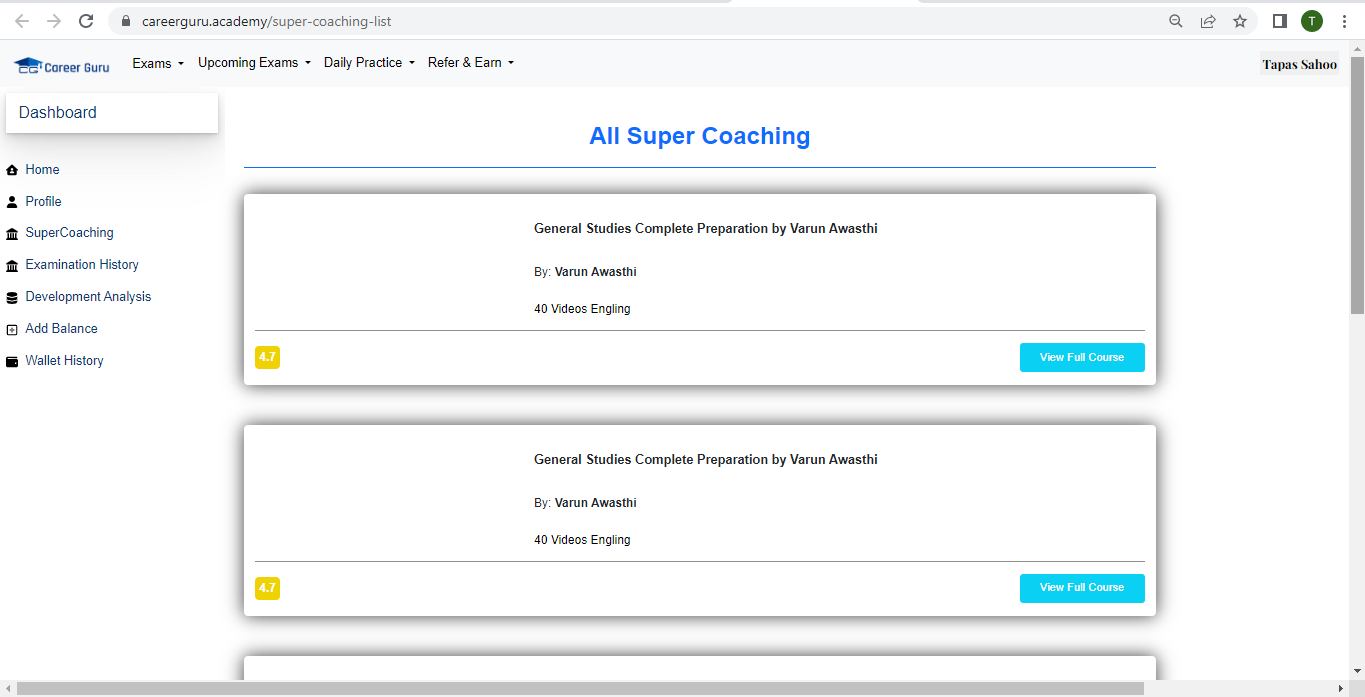 careerguru.academy/super-coaching-list
T
CG Career Guru
Exams
Upcoming Exams
Daily Practice
Refer & Earn
Tapas Sahoo
Dashboard
Home
Profile
SuperCoaching
Examination History
Development Analysis
Add Balance
Wallet History
All Super Coaching
General Studies Complete Preparation by Varun Awasthi
By: Varun Awasthi
40 Videos Engling
4.7
View Full Course
General Studies Complete Preparation by Varun Awasthi
By: Varun Awasthi
40 Videos Engling
4.7
View Full Course